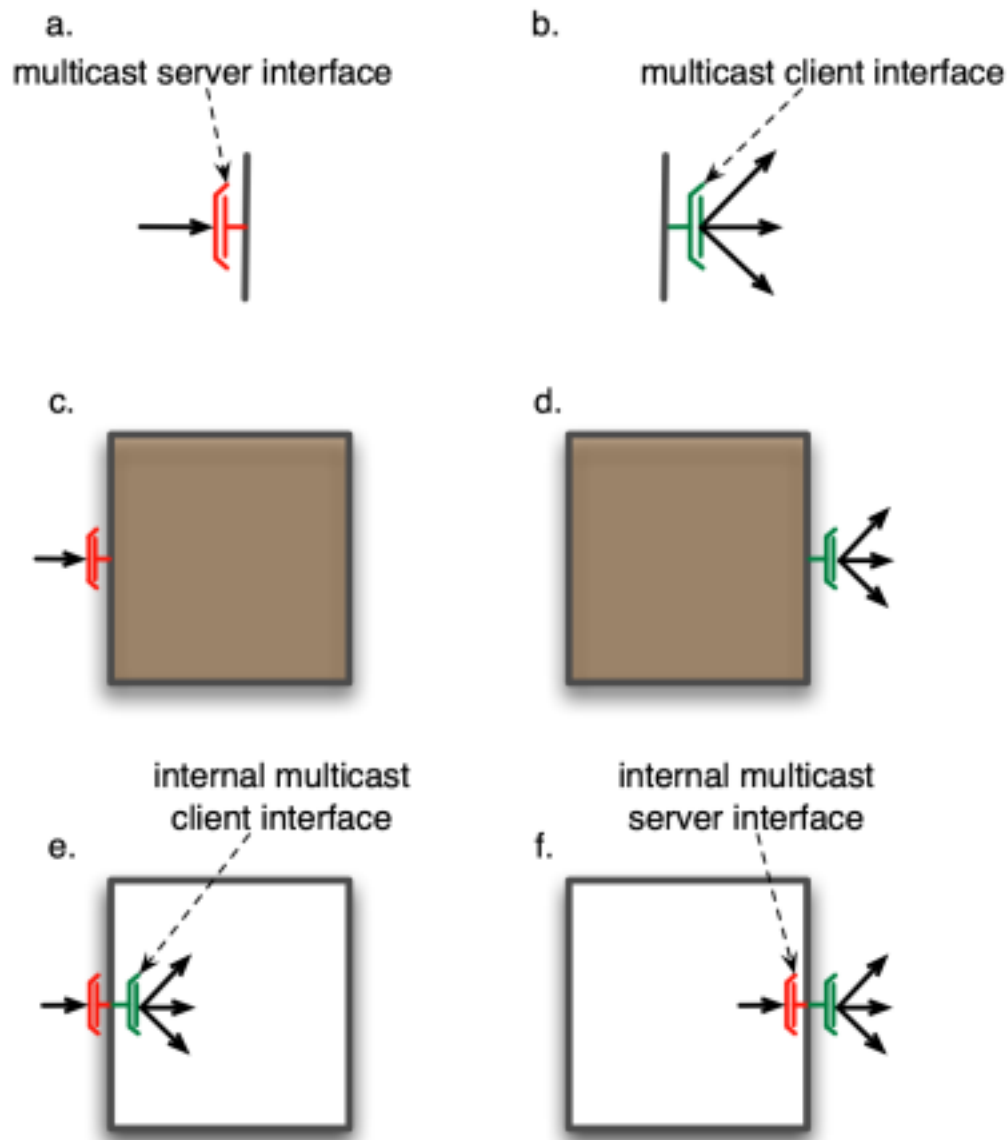 a.
multicast server interface
b.
multicast client interface
c.
d.
internal multicast
client interface
e.
internal multicast
server interface
f.